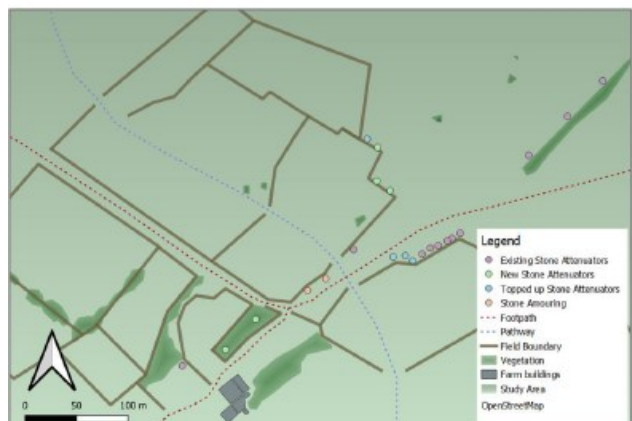 Legend
Existing Stone Attenuators
New Stone Attenuators
Topped up Stone Attenuators
Stone Amouring
Footpath
Pathway
Field Boundary
Vegetation
Farm buildings
Study Area
OpenStreetMap
0 50 100 m